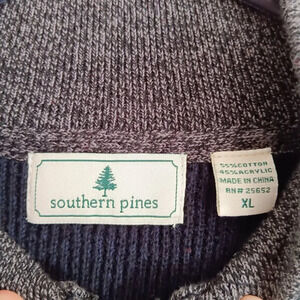 southern pines
55% COTTON
45% ACRYLIC
MADE IN CHINA
RN# 25652
XL